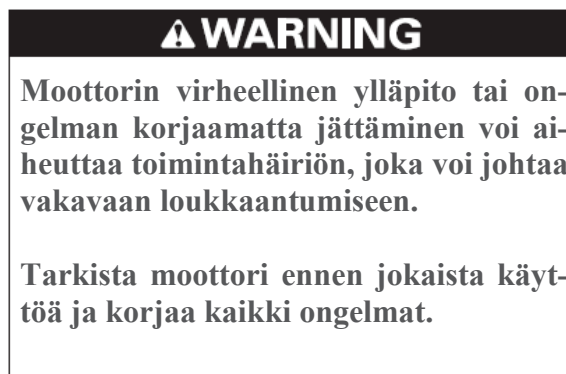 WARNING
Moottorin virheellinen ylläpito tai on-
gelman korjaamatta jättäminen voi ai-
heuttaa toimintahäiriön, joka voi johtaa
vakavaan loukkaantumiseen.
Tarkista moottori ennen jokaista käyt-
töä ja korjaa kaikki ongelmat.